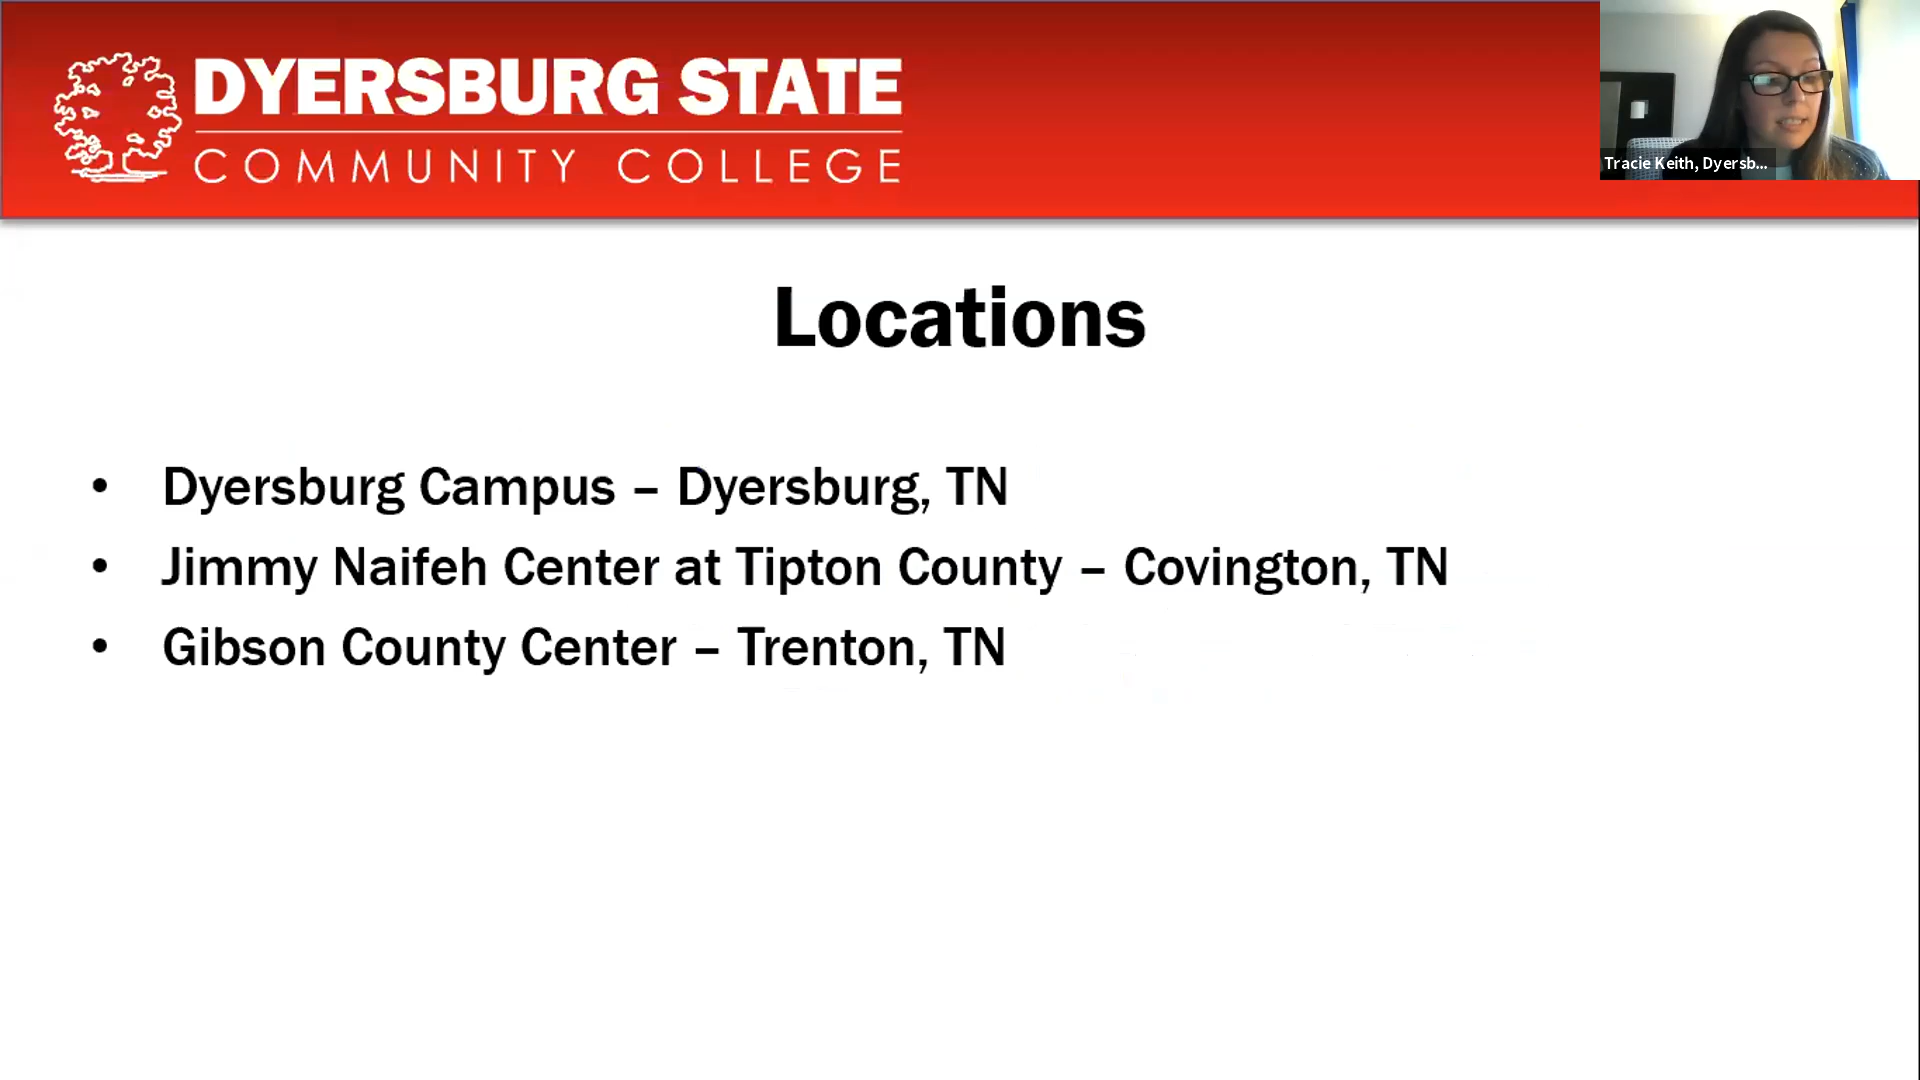 DYERSBURG STATE
COMMUNITY COLLEGE
Tracie Keith, Dyersb...
Locations
• Dyersburg Campus – Dyersburg, TN
• Jimmy Naifeh Center at Tipton County – Covington, TN
• Gibson County Center – Trenton, TN